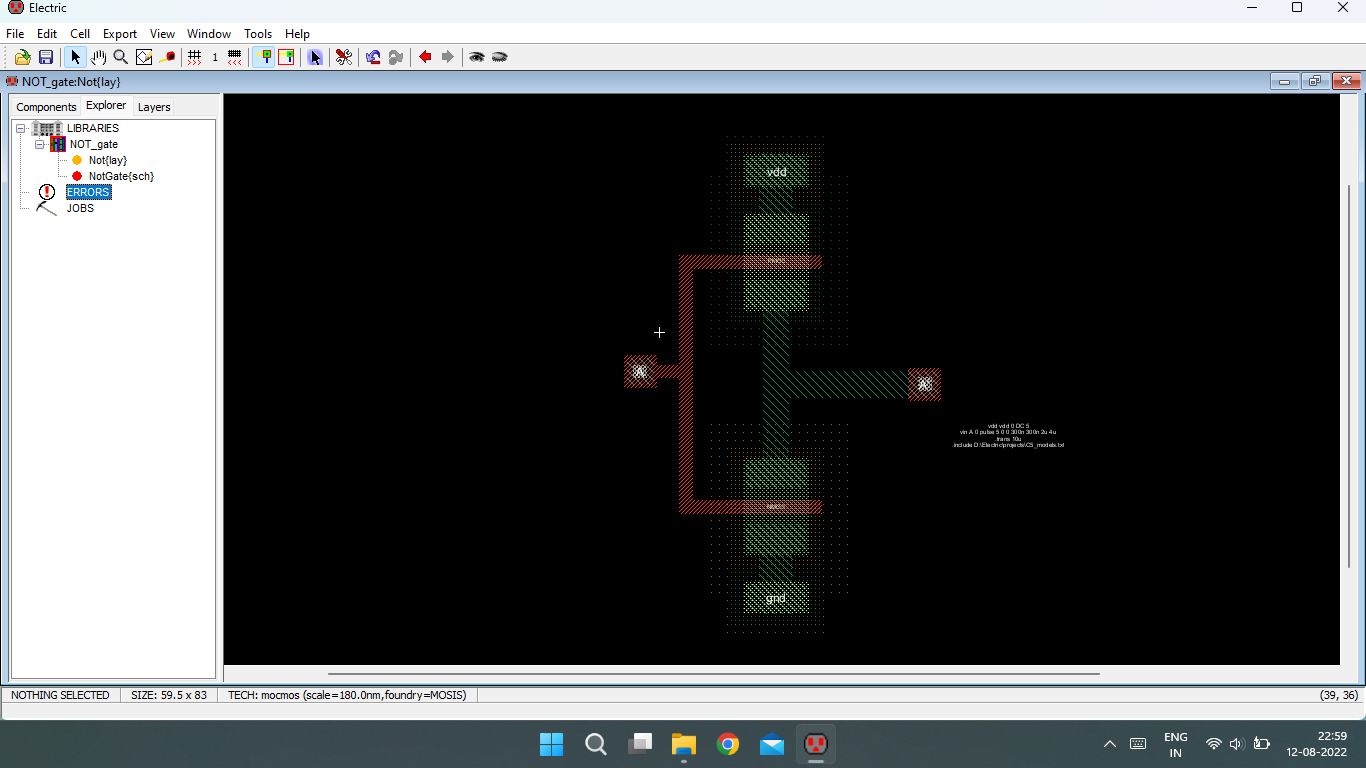 Electric
File Edit Cell Export View Window Tools Help
1
NOT_gate:Not{lay}
Components Explorer Layers
LIBRARIES
NOT_gate
Not{lay}
NotGate{sch}
ERRORS
JOBS
vdd
A
A
vdd vdd 0 DC 5
vin A 0 pulse 5 0 0 300n 300n 2u 4u
.trans 10u
.include D:\Electric\projects\C5_models.txt
gnd
NOTHING SELECTED SIZE: 59.5 x 83 TECH: mocmos (scale=180.0nm,foundry=MOSIS) (39, 36)
ENG
IN
22:59
12-08-2022